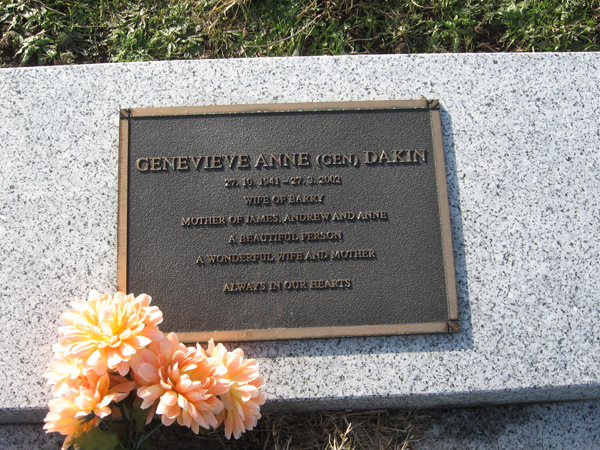 GENEVIEVE ANNE (GEN) DAKIN
27. 10. 1941 – 27. 3. 2002
WIFE OF BARRY
MOTHER OF JAMES, ANDREW AND ANNE
A BEAUTIFUL PERSON
A WONDERFUL WIFE AND MOTHER
ALWAYS IN OUR HEARTS